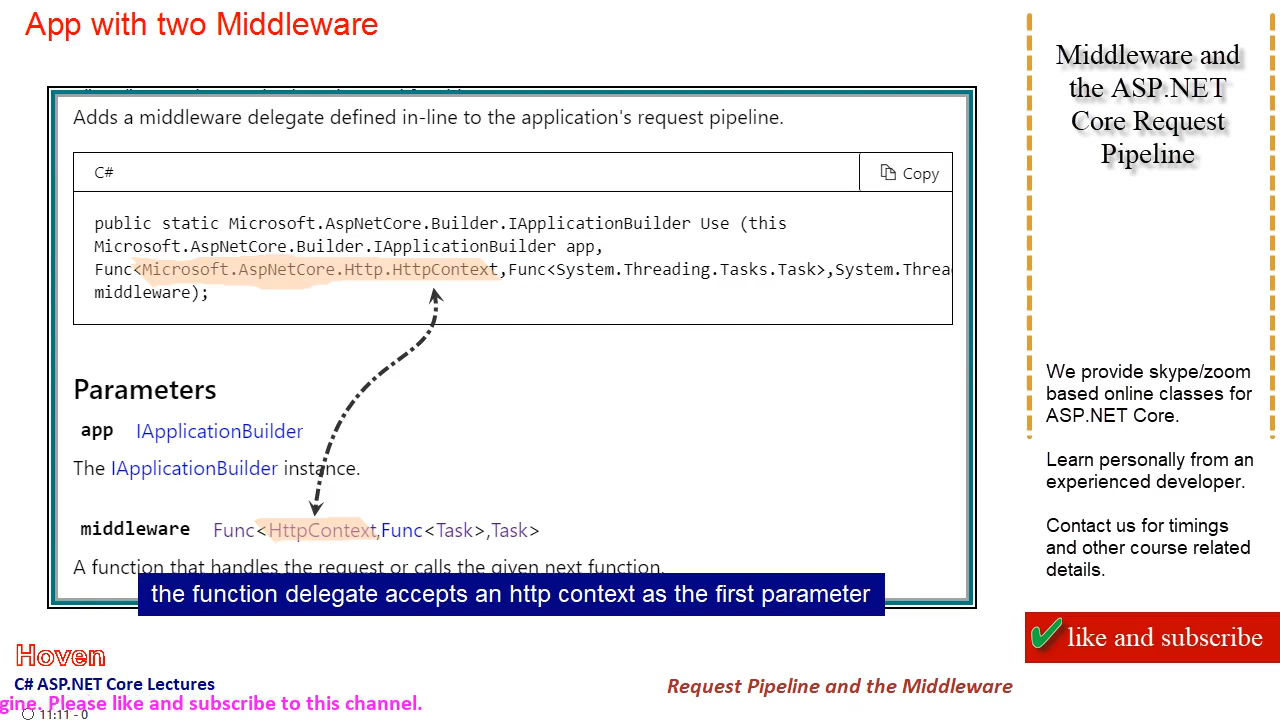 App with two Middleware
Adds a middleware delegate defined in-line to the application's request pipeline.
C#
Copy
public static Microsoft.AspNetCore.Builder.IApplicationBuilder Use (this
Microsoft.AspNetCore.Builder.IApplicationBuilder app,
Func<Microsoft.AspNetCore.Http.HttpContext,Func<System.Threading.Tasks.Task>,System.Threa
middleware);
Parameters
app IApplicationBuilder
The IApplicationBuilder instance.
middleware Func<HttpContext,Func<Task>,Task>
A function that handles the request or calls the given next function.
the function delegate accepts an http context as the first parameter
Middleware and
the ASP.NET
Core Request
Pipeline
We provide skype/zoom
based online classes for
ASP.NET Core.
Learn personally from an
experienced developer.
Contact us for timings
and other course related
details.
like and subscribe
Hoven
C# ASP.NET Core Lectures
gine. Please like and subscribe to this channel.
11:11 - 0
Request Pipeline and the Middleware